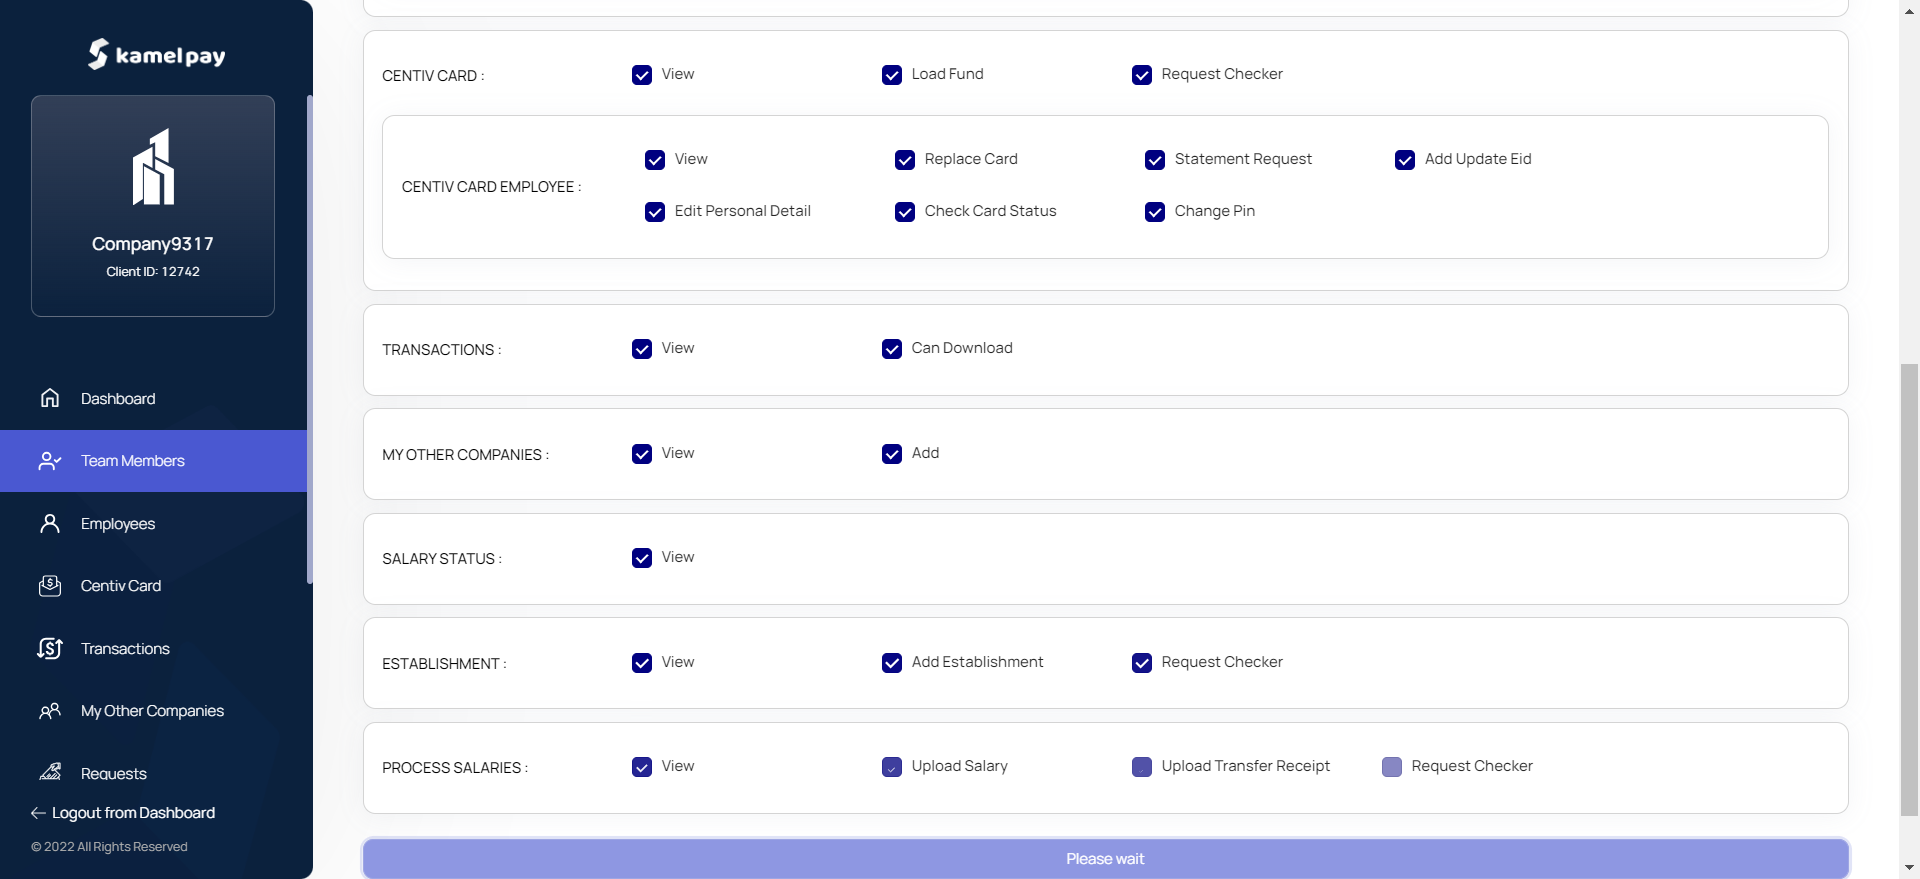 kamelpay
Company9317
Client ID: 12742
Dashboard
Team Members
Employees
Centiv Card
Transactions
My Other Companies
Requests
Logout from Dashboard
© 2022 All Rights Reserved
CENTIV CARD : View Load Fund Request Checker
CENTIV CARD EMPLOYEE :
View Replace Card Statement Request Add Update Eid
Edit Personal Detail Check Card Status Change Pin
TRANSACTIONS : View Can Download
MY OTHER COMPANIES : View Add
SALARY STATUS : View
ESTABLISHMENT : View Add Establishment Request Checker
PROCESS SALARIES : View Upload Salary Upload Transfer Receipt Request Checker
Please wait